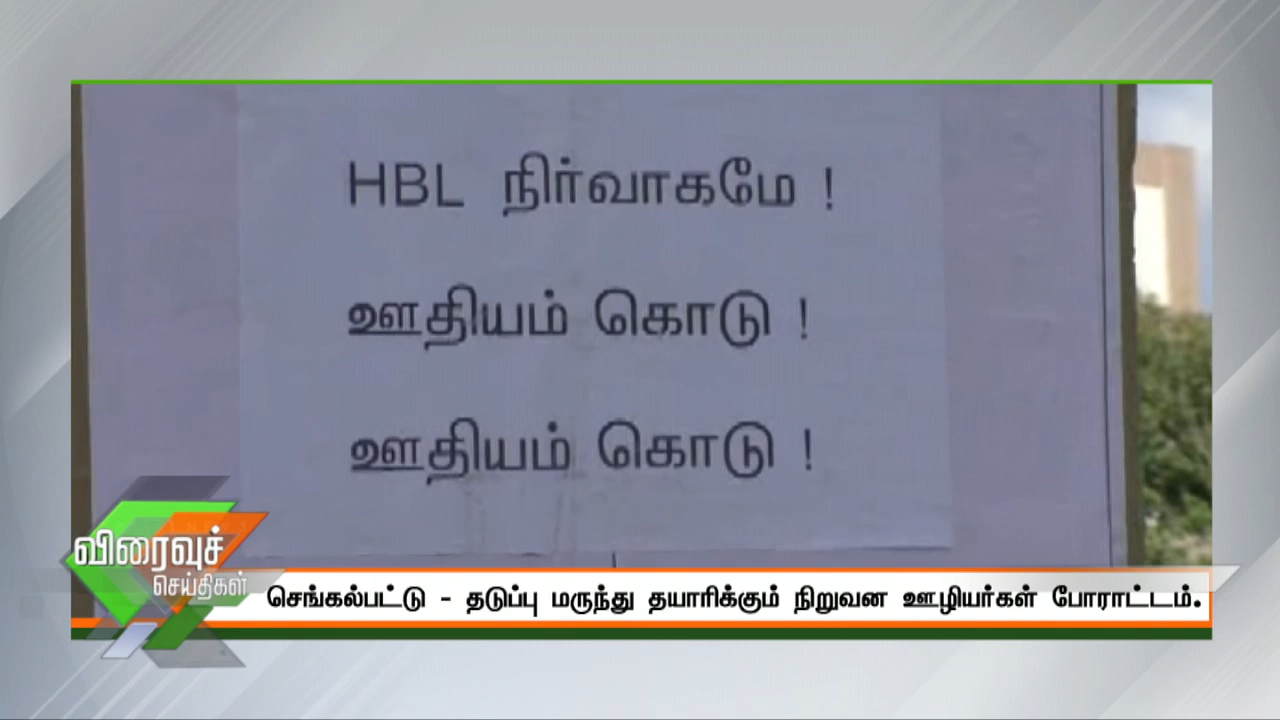 HBL நிர்வாகமே !
ஊதியம் கொடு !
ஊதியம் கொடு !
விரைவுச்
செய்திகள்
செங்கல்பட்டு - தடுப்பு மருந்து தயாரிக்கும் நிறுவன ஊழியர்கள் போராட்டம்.